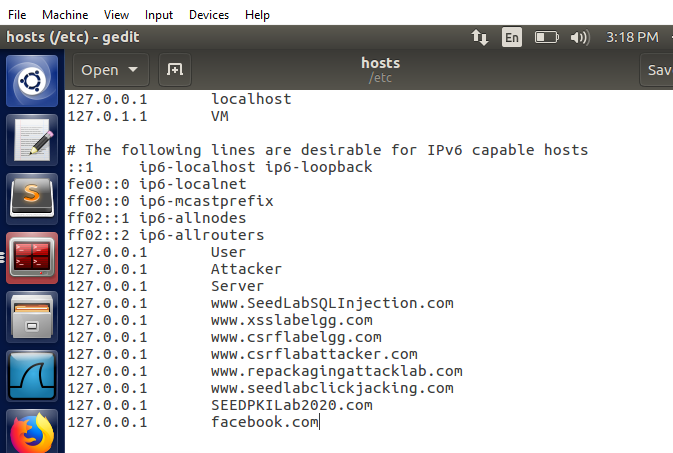 File Machine View Input Devices Help
hosts (/etc) - gedit En 3:18 PM
Open hosts Sav
/etc
127.0.0.1 localhost
127.0.1.1 VM
# The following lines are desirable for IPv6 capable hosts
::1 ip6-localhost ip6-loopback
fe00::0 ip6-localnet
ff00::0 ip6-mcastprefix
ff02::1 ip6-allnodes
ff02::2 ip6-allrouters
127.0.0.1 User
127.0.0.1 Attacker
127.0.0.1 Server
127.0.0.1 www.SeedLabSQLInjection.com
127.0.0.1 www.xsslabelgg.com
127.0.0.1 www.csrflabelgg.com
127.0.0.1 www.csrflabattacker.com
127.0.0.1 www.repackagingattacklab.com
127.0.0.1 www.seedlabclickjacking.com
127.0.0.1 SEEDPKILab2020.com
127.0.0.1 facebook.com